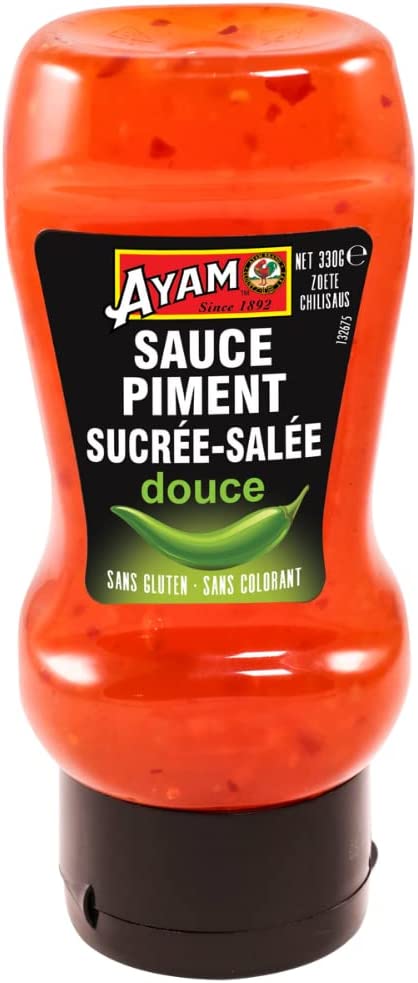 AYAM
Since 1892
NET 330G e
ZOETE
CHILISAUS
132675
SAUCE
PIMENT
SUCRÉE-SALÉE
douce
SANS GLUTEN · SANS COLORANT